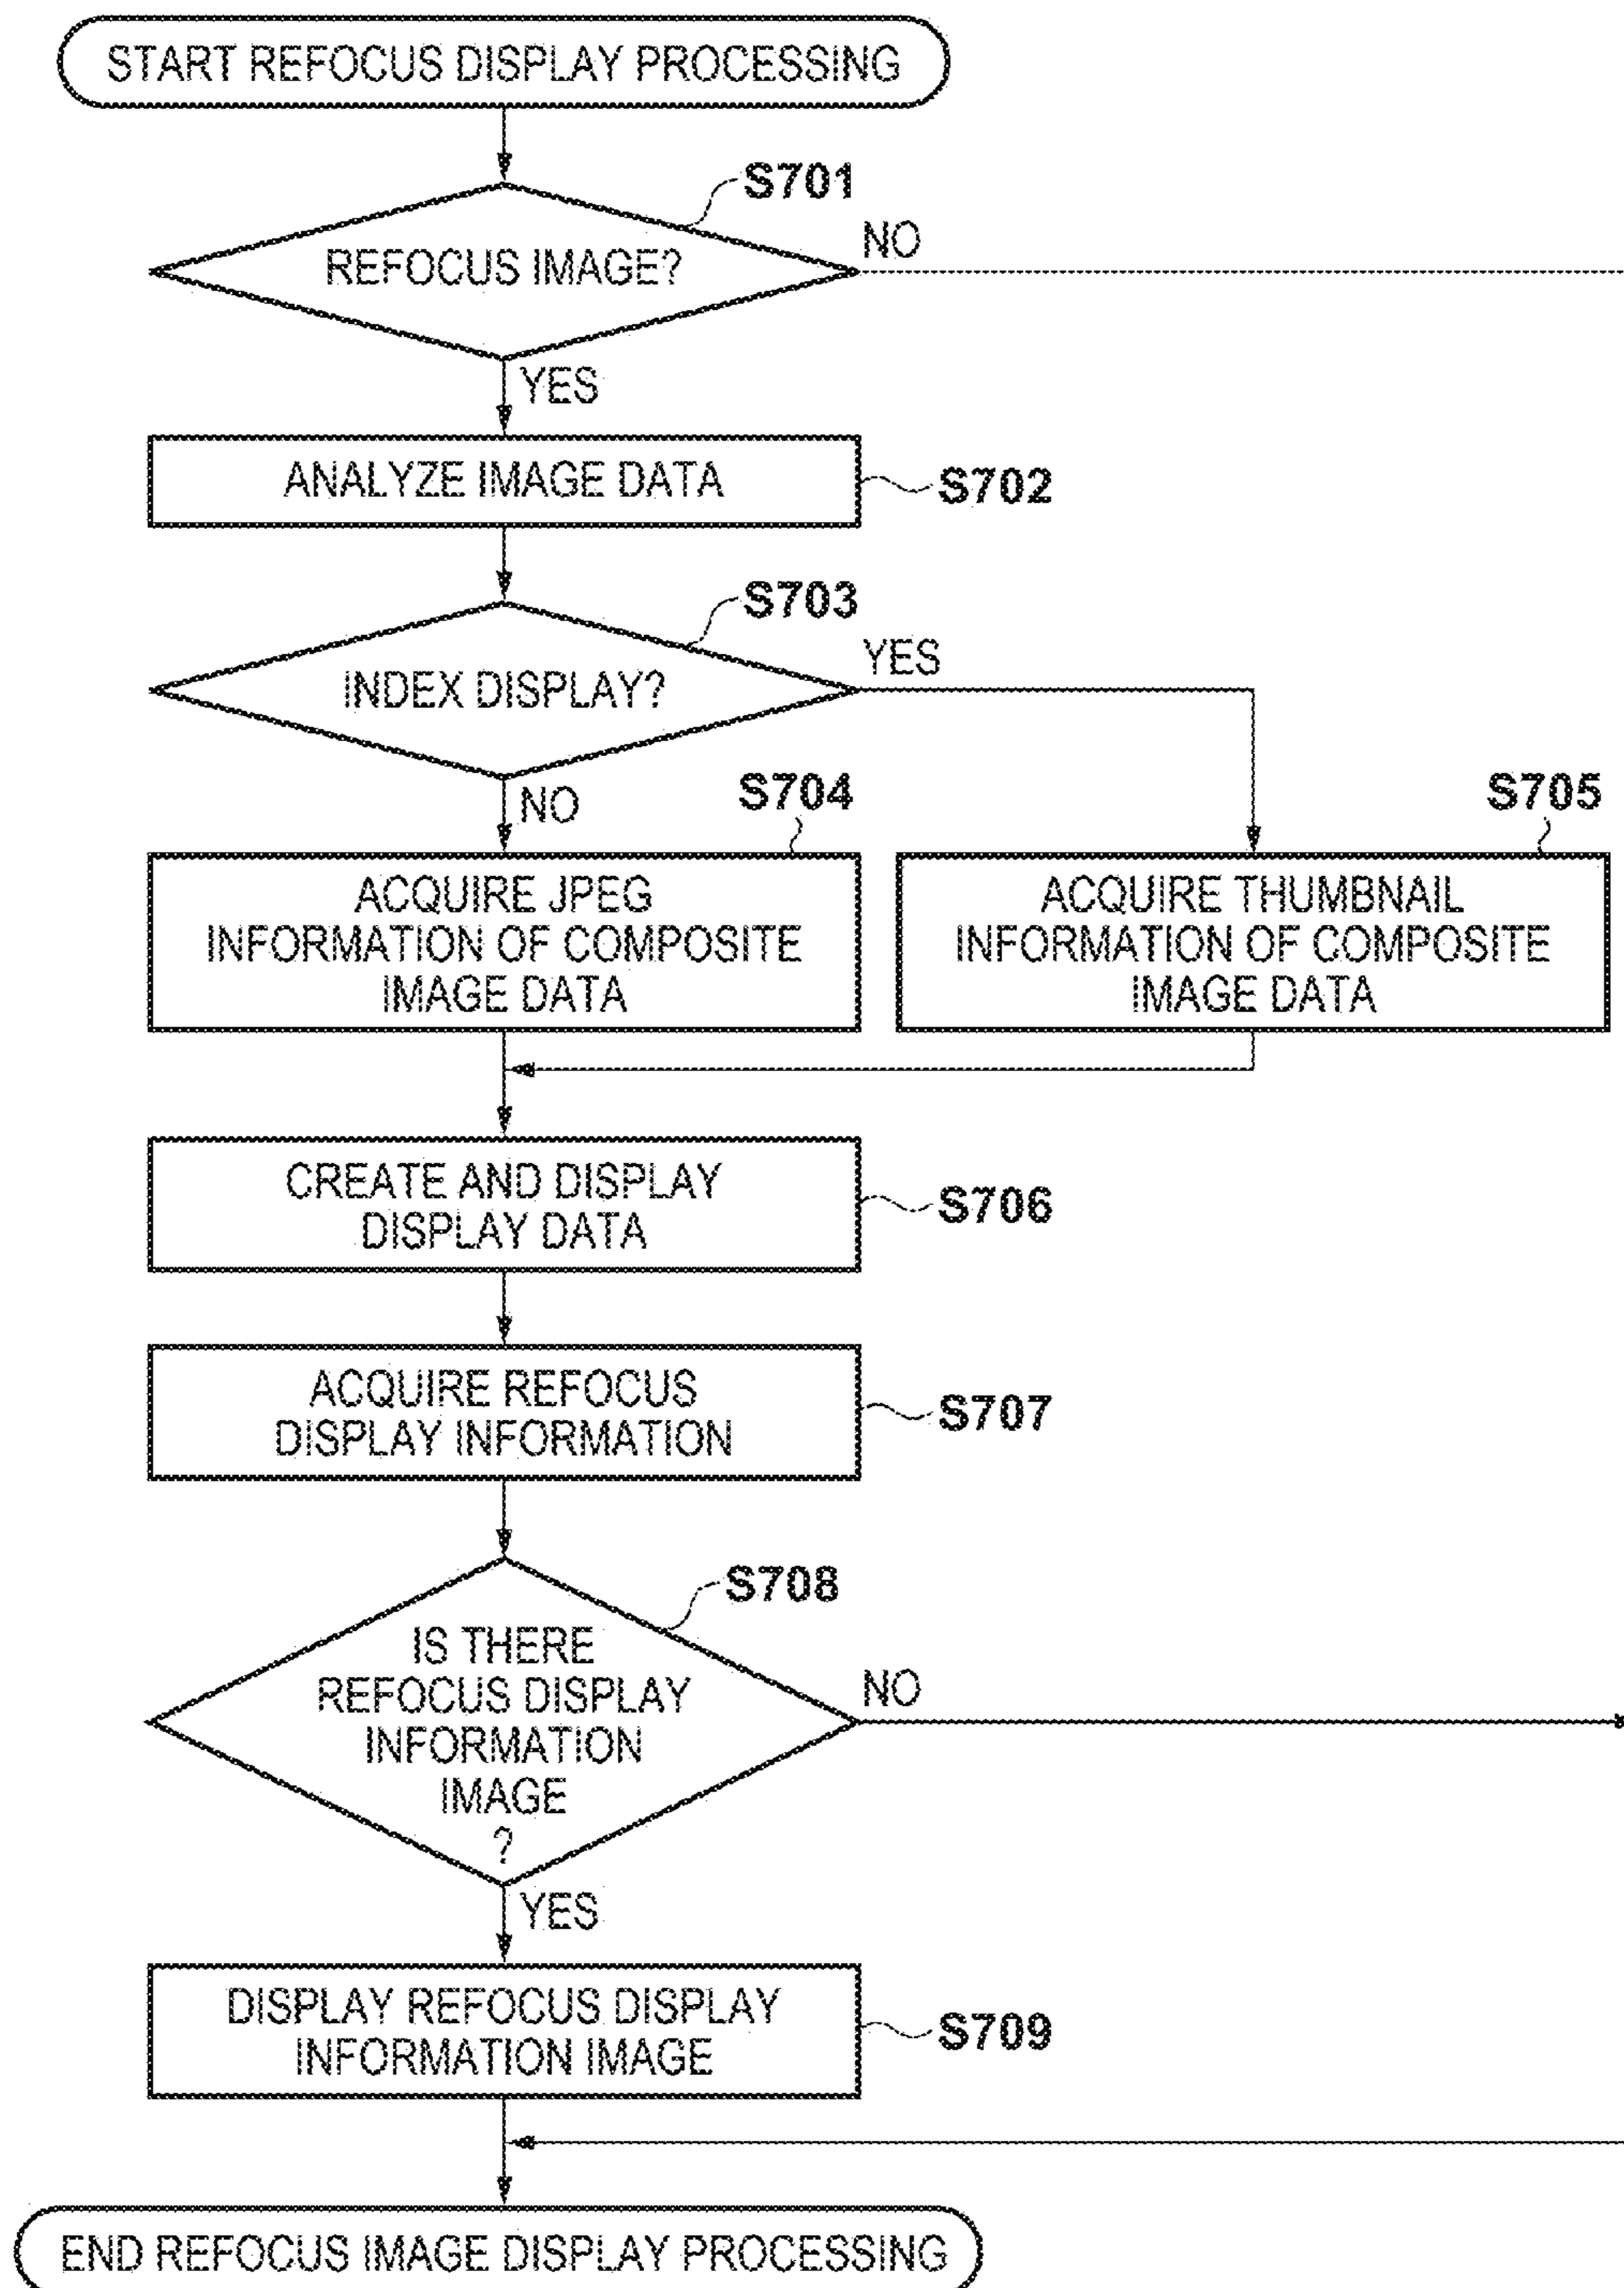 START REFOCUS DISPLAY PROCESSING
S701
REFOCUS IMAGE?
NO
YES
ANALYZE IMAGE DATA
S702
S703
INDEX DISPLAY?
YES
NO
S704
S705
ACQUIRE JPEG
INFORMATION OF COMPOSITE
IMAGE DATA
ACQUIRE THUMBNAIL
INFORMATION OF COMPOSITE
IMAGE DATA
CREATE AND DISPLAY
DISPLAY DATA
S706
ACQUIRE REFOCUS
DISPLAY INFORMATION
S707
S708
IS THERE
REFOCUS DISPLAY
INFORMATION
IMAGE
?
NO
YES
DISPLAY REFOCUS DISPLAY
INFORMATION IMAGE
S709
END REFOCUS IMAGE DISPLAY PROCESSING